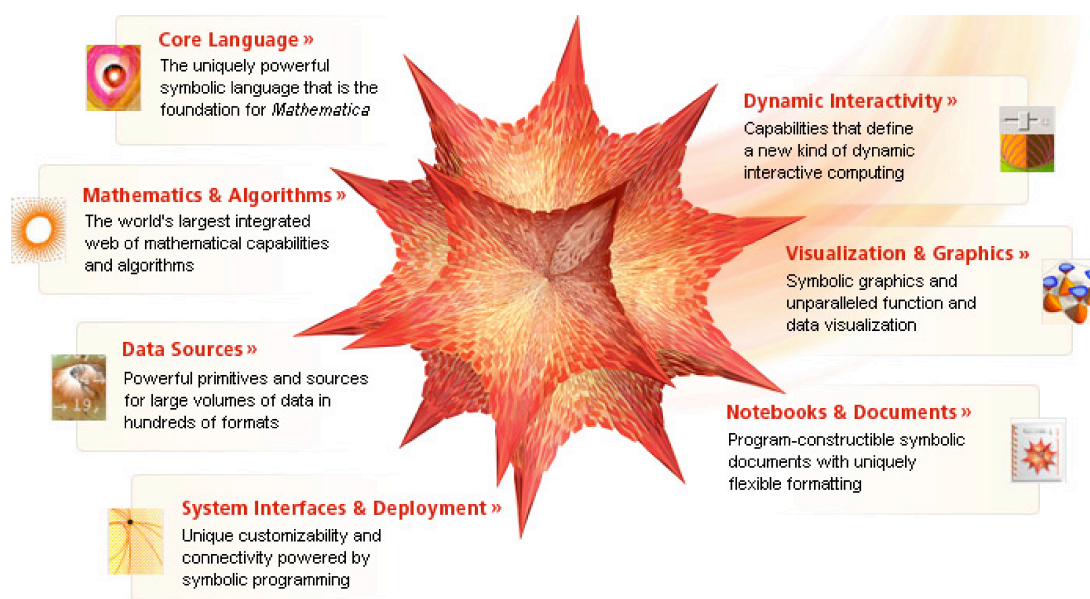 Core Language »
The uniquely powerful
symbolic language that is the
foundation for Mathematica
Mathematics & Algorithms »
The world's largest integrated
web of mathematical capabilities
and algorithms
Data Sources »
Powerful primitives and sources
for large volumes of data in
hundreds of formats
→ 19,
System Interfaces & Deployment »
Unique customizability and
connectivity powered by
symbolic programming
Dynamic Interactivity »
Capabilities that define
a new kind of dynamic
interactive computing
Visualization & Graphics »
Symbolic graphics and
unparalleled function and
data visualization
Notebooks & Documents »
Program-constructible symbolic
documents with uniquely
flexible formatting